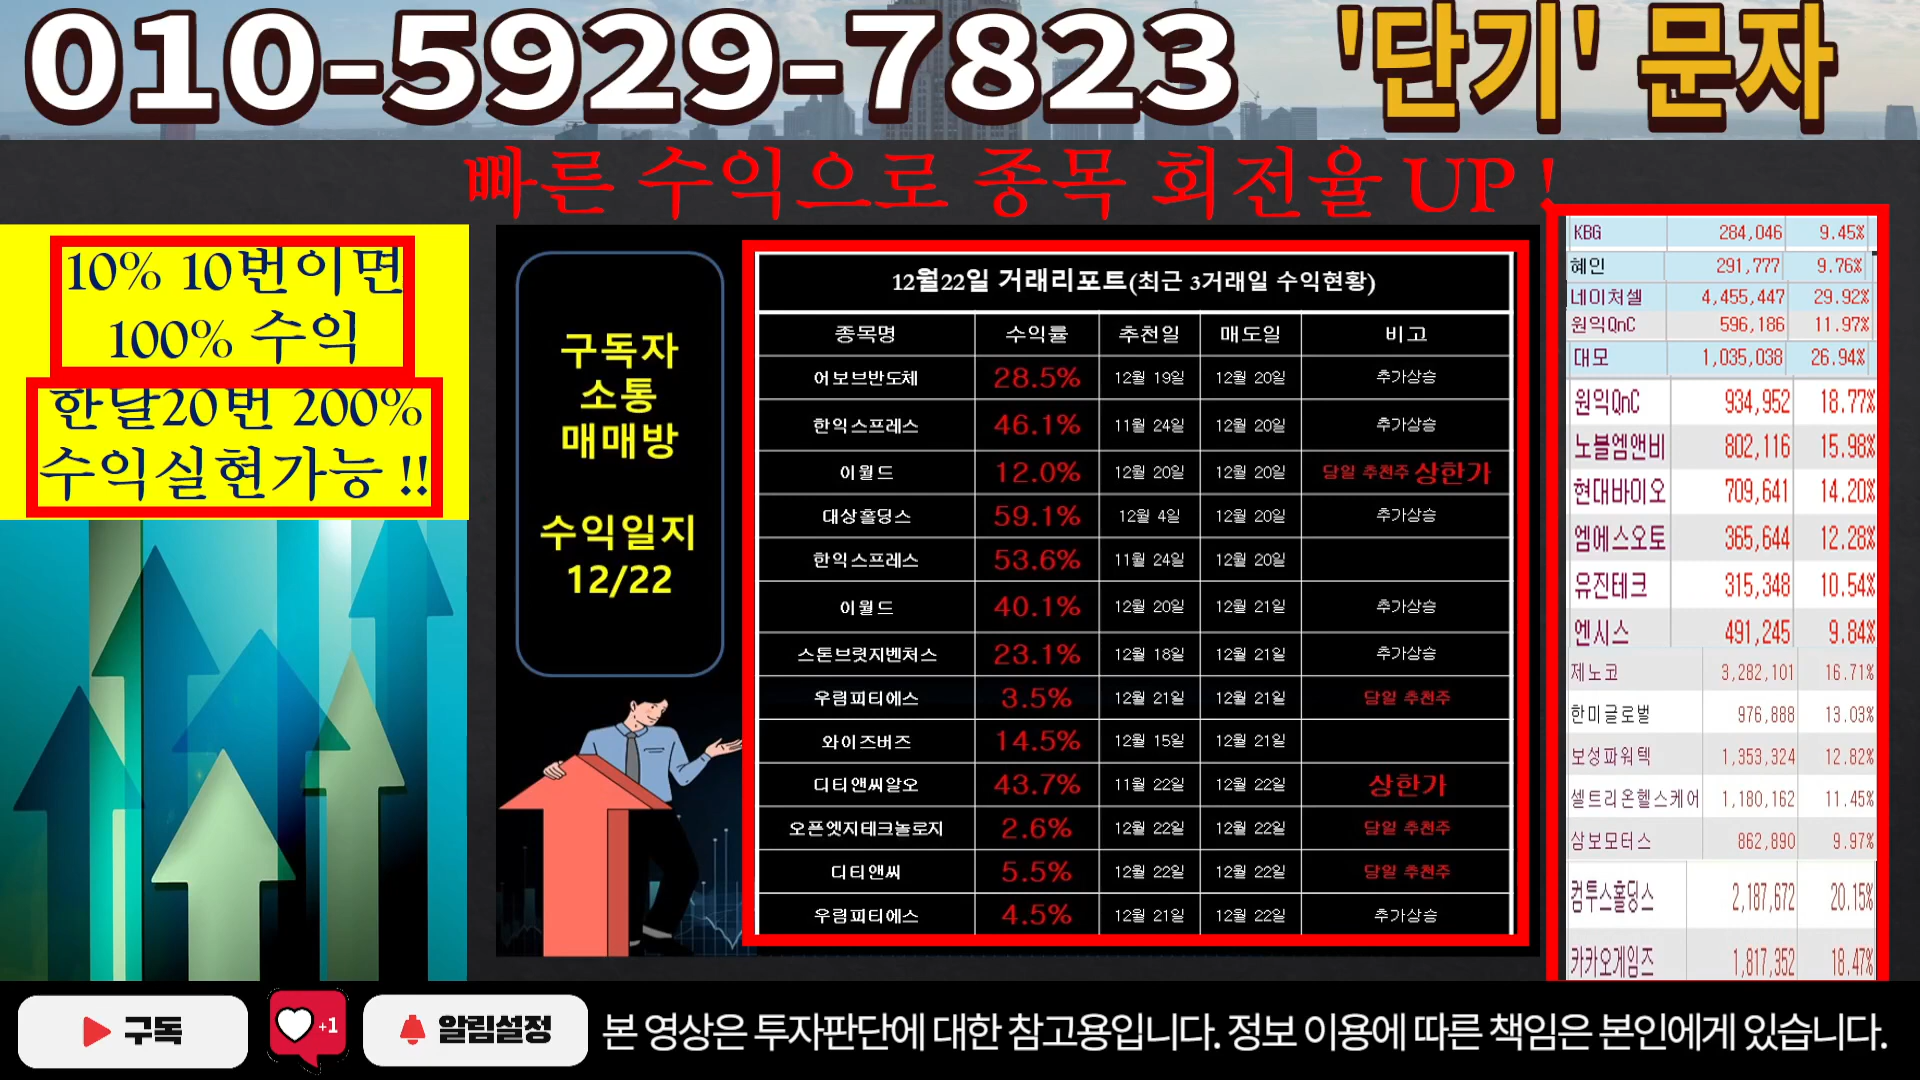 010-5929-7823 '단기' 문자
빠른 수익으로 종목 회전율 UP !
10% 10번이면
100% 수익
한달20번 200%
수익실현가능 !!
구독자
소통
매매방
수익일지
12/22
12월22일 거래리포트(최근 3거래일 수익현황)
종목명 수익률 추천일 매도일 비고
어보브반도체 28.5% 12월 19일 12월 20일 추가상승
한익스프레스 46.1% 11월 24일 12월 20일 추가상승
이월드 12.0% 12월 20일 12월 20일 당일 추천주 상한가
대상홀딩스 59.1% 12월 4일 12월 20일 추가상승
한익스프레스 53.6% 11월 24일 12월 20일
이월드 40.1% 12월 20일 12월 21일 추가상승
스톤브릿지벤처스 23.1% 12월 18일 12월 21일 추가상승
우림피티에스 3.5% 12월 21일 12월 21일 당일 추천주
와이즈버즈 14.5% 12월 15일 12월 21일
디티앤씨알오 43.7% 11월 22일 12월 22일 상한가
오픈엣지테크놀로지 2.6% 12월 22일 12월 22일 당일 추천주
디티앤씨 5.5% 12월 22일 12월 22일 당일 추천주
우림피티에스 4.5% 12월 21일 12월 22일 추가상승
KBG 284,046 9.45%
혜인 291,777 9.76%
네이처셀 4,455,447 29.92%
원익QnC 596,186 11.97%
대모 1,035,038 26.94%
원익QnC 934,952 18.77%
노블엠앤비 802,116 15.98%
현대바이오 709,641 14.20%
엠에스오토 365,644 12.28%
유진테크 315,348 10.54%
엔시스 491,245 9.84%
제노코 3,282,101 16.71%
한미글로벌 976,888 13.03%
보성파워텍 1,353,324 12.82%
셀트리온헬스케어 1,180,162 11.45%
상보모터스 862,890 9.97%
컴투스홀딩스 2,187,672 20.15%
카카오게임즈 1,817,352 18.47%
구독 +1 알림설정 본 영상은 투자판단에 대한 참고용입니다. 정보 이용에 따른 책임은 본인에게 있습니다.